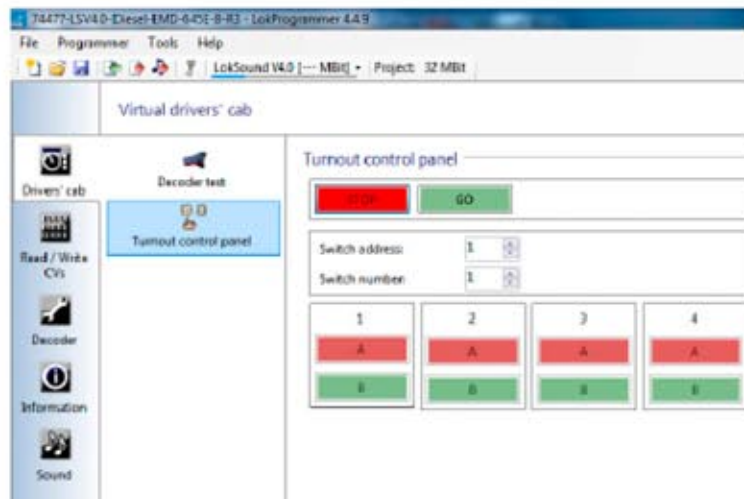 74477-LSV4.0-Diesel-EMD-645E-8-R3 - LokProgrammer 4.4.9
File Programmer Tools Help
LokSound V4.0 [--- MBit] Project: 32 MBit
Virtual drivers' cab
Drivers' cab
Read / Write
CVs
Decoder
Information
Sound
Decoder test
Turnout control panel
Turnout control panel
STOP GO
Switch address: 1
Switch number: 1
1 2 3 4
A A A A
B B B B